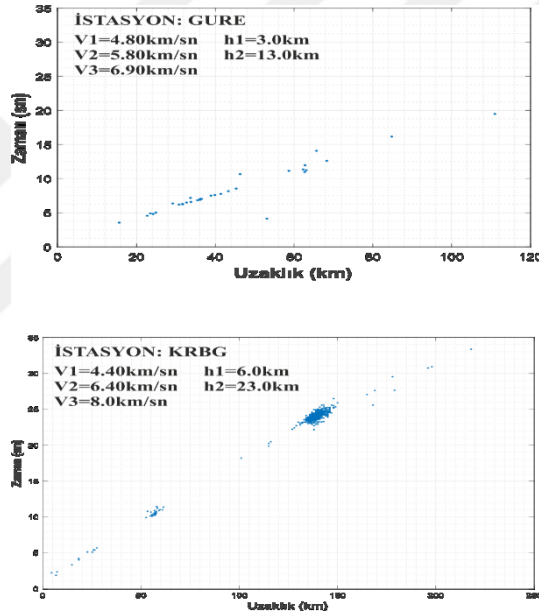 İSTASYON: GURE
V1=4.80km/sn h1=3.0km
V2=5.80km/sn h2=13.0km
V3=6.90km/sn
Zaman (sn)
35
30
25
20
15
10
5
0
0 20 40 60 80 100 120
Uzaklık (km)
İSTASYON: KRBG
V1=4.40km/sn h1=6.0km
V2=6.40km/sn h2=23.0km
V3=8.0km/sn
Zaman (sn)
35
30
25
20
15
10
5
0
0 50 100 150 200 250
Uzaklık (km)